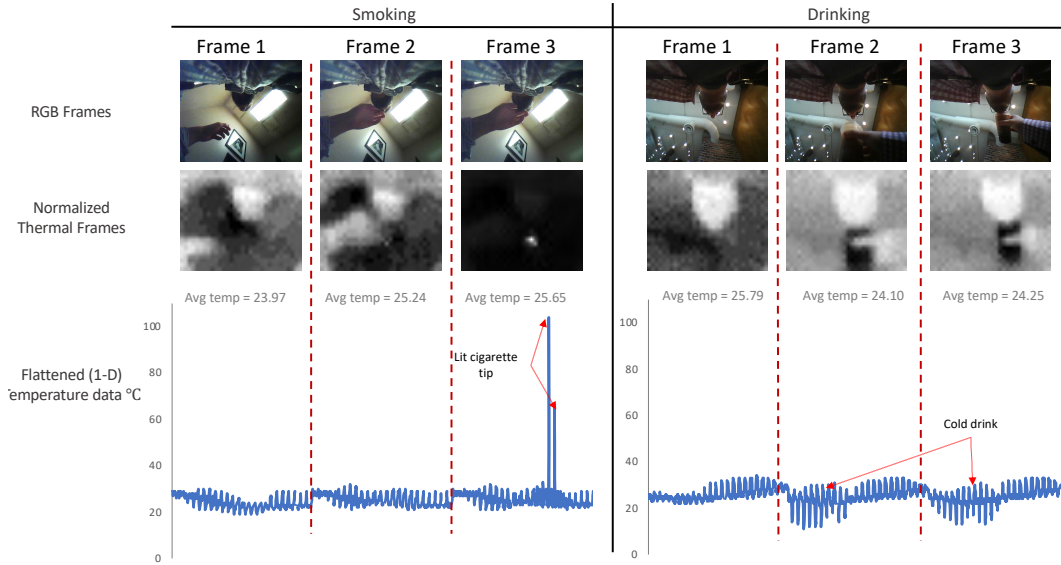 Smoking
Drinking
Frame 1
Frame 2
Frame 3
Frame 1
Frame 2
Frame 3
RGB Frames
Normalized
Thermal Frames
Avg temp = 23.97
Avg temp = 25.24
Avg temp = 25.65
Avg temp = 25.79
Avg temp = 24.10
Avg temp = 24.25
Flattened (1-D)
Temperature data °C
100
80
60
40
20
0
Lit cigarette
tip
100
80
60
40
20
0
Cold drink